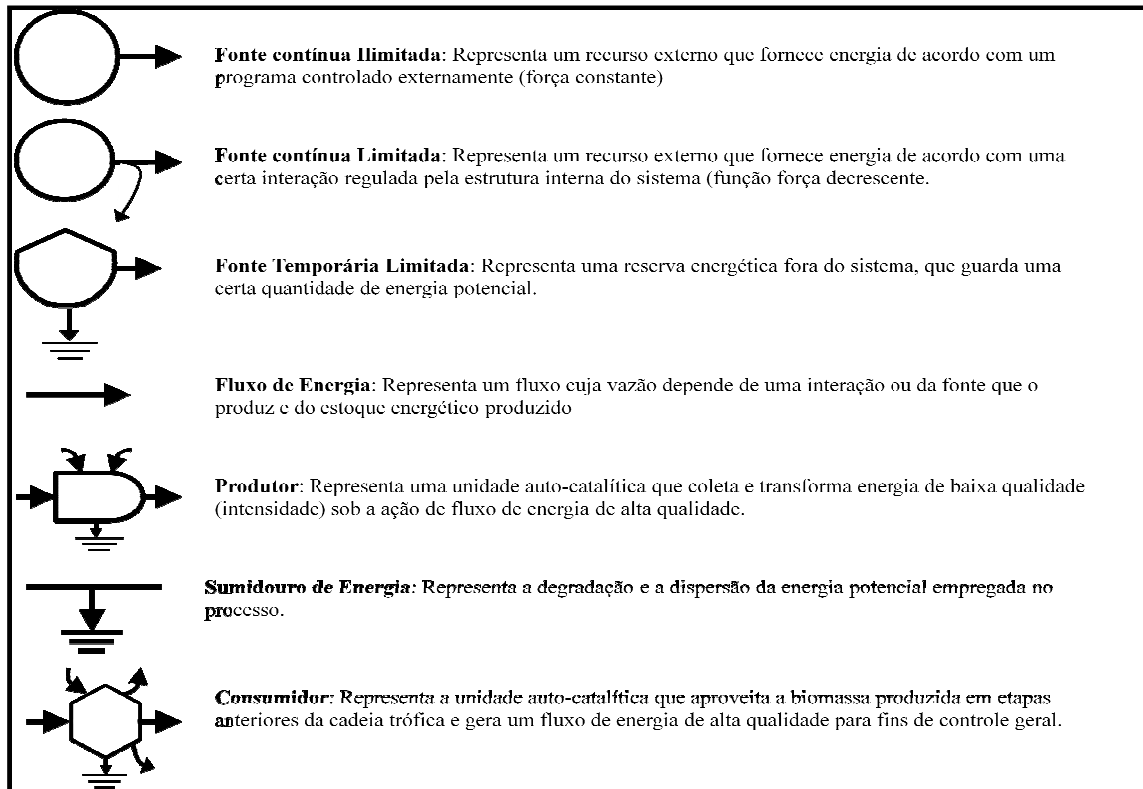 Fonte contínua Ilimitada: Representa um recurso externo que fornece energia de acordo com um
programa controlado externamente (força constante)
Fonte contínua Limitada: Representa um recurso externo que fornece energia de acordo com uma
certa interação regulada pela estrutura interna do sistema (função força decrescente.
Fonte Temporária Limitada: Representa uma reserva energética fora do sistema, que guarda uma
certa quantidade de energia potencial.
Fluxo de Energia: Representa um fluxo cuja vazão depende de uma interação ou da fonte que o
produz e do estoque energético produzido
Produtor: Representa uma unidade auto-catalítica que coleta e transforma energia de baixa qualidade
(intensidade) sob a ação de fluxo de energia de alta qualidade.
Sumidouro de Energia: Representa a degradação e a dispersão da energia potencial empregada no
processo.
Consumidor: Representa a unidade auto-catalítica que aproveita a biomassa produzida em etapas
anteriores da cadeia trófica e gera um fluxo de energia de alta qualidade para fins de controle geral.